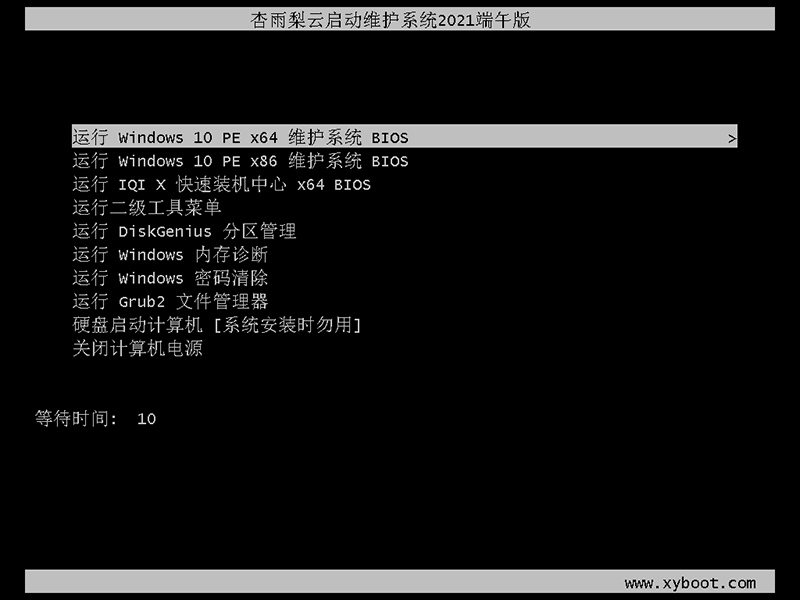 杏雨梨云启动维护系统2021端午版
运行 Windows 10 PE x64 维护系统 BIOS >
运行 Windows 10 PE x86 维护系统 BIOS
运行 IQI X 快速装机中心 x64 BIOS
运行二级工具菜单
运行 DiskGenius 分区管理
运行 Windows 内存诊断
运行 Windows 密码清除
运行 Grub2 文件管理器
硬盘启动计算机 [系统安装时勿用]
关闭计算机电源
等待时间: 10
www.xyboot.com